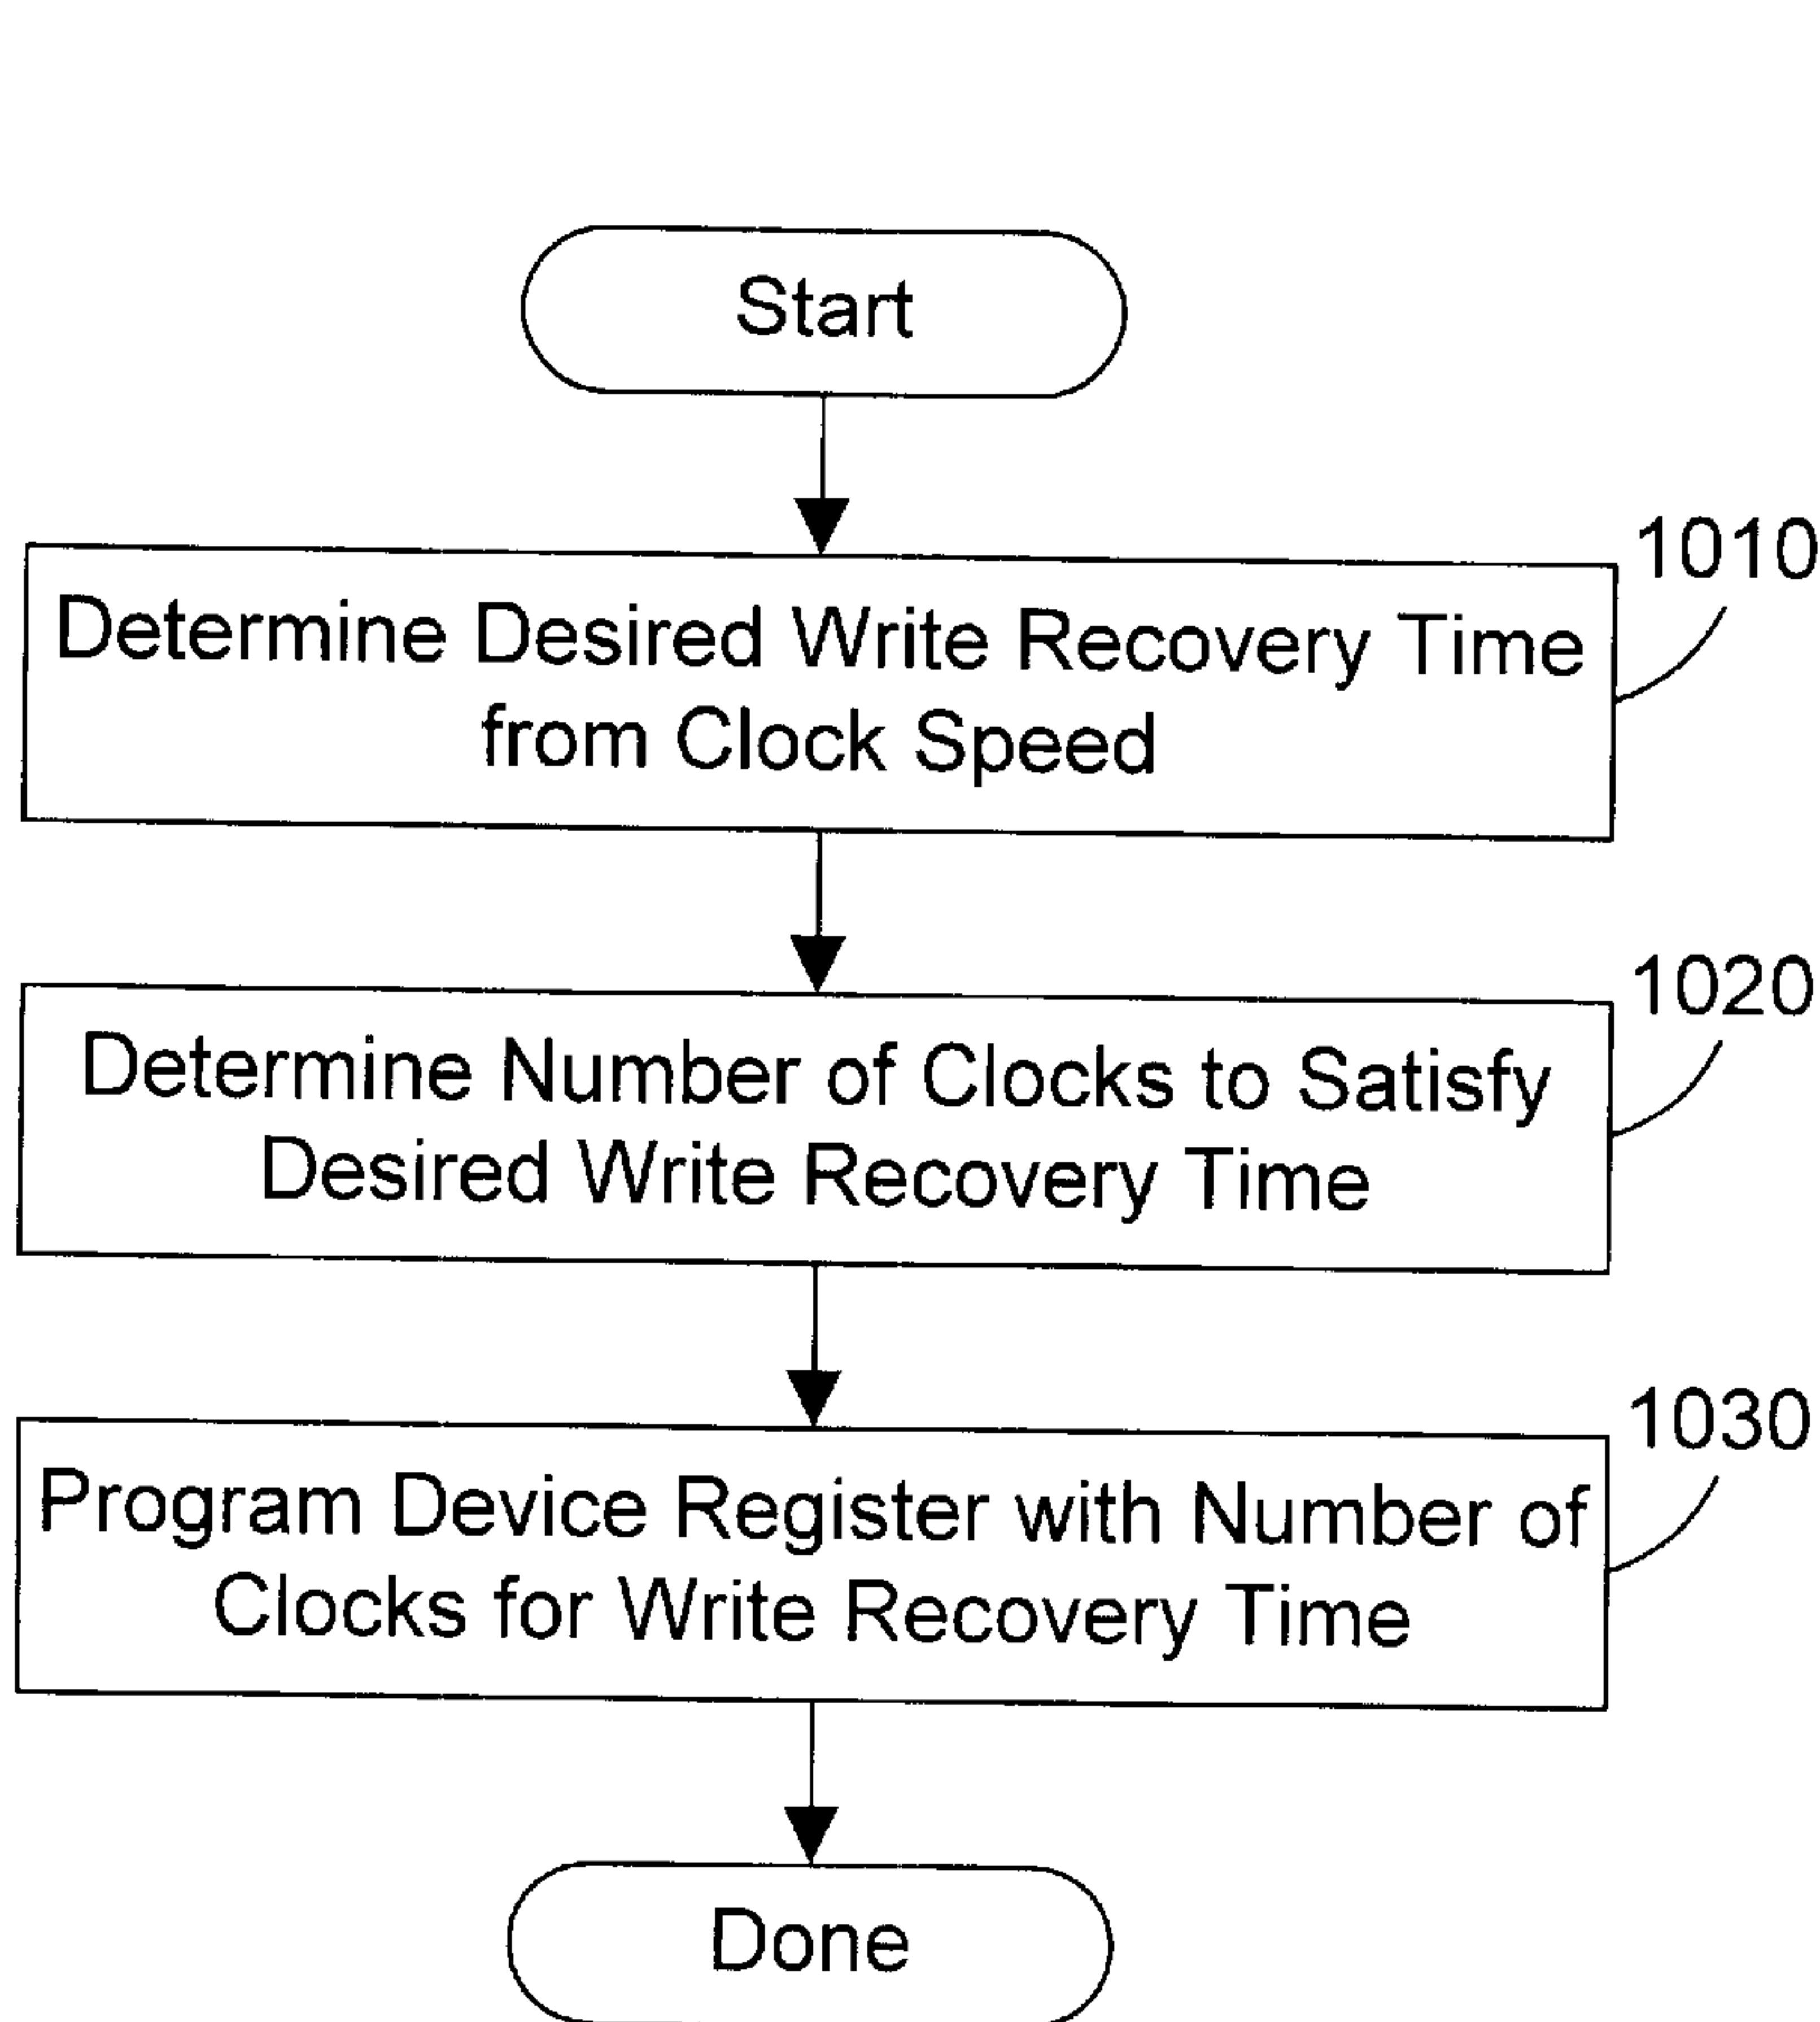 Start
1010
Determine Desired Write Recovery Time
from Clock Speed
1020
Determine Number of Clocks to Satisfy
Desired Write Recovery Time
1030
Program Device Register with Number of
Clocks for Write Recovery Time
Done